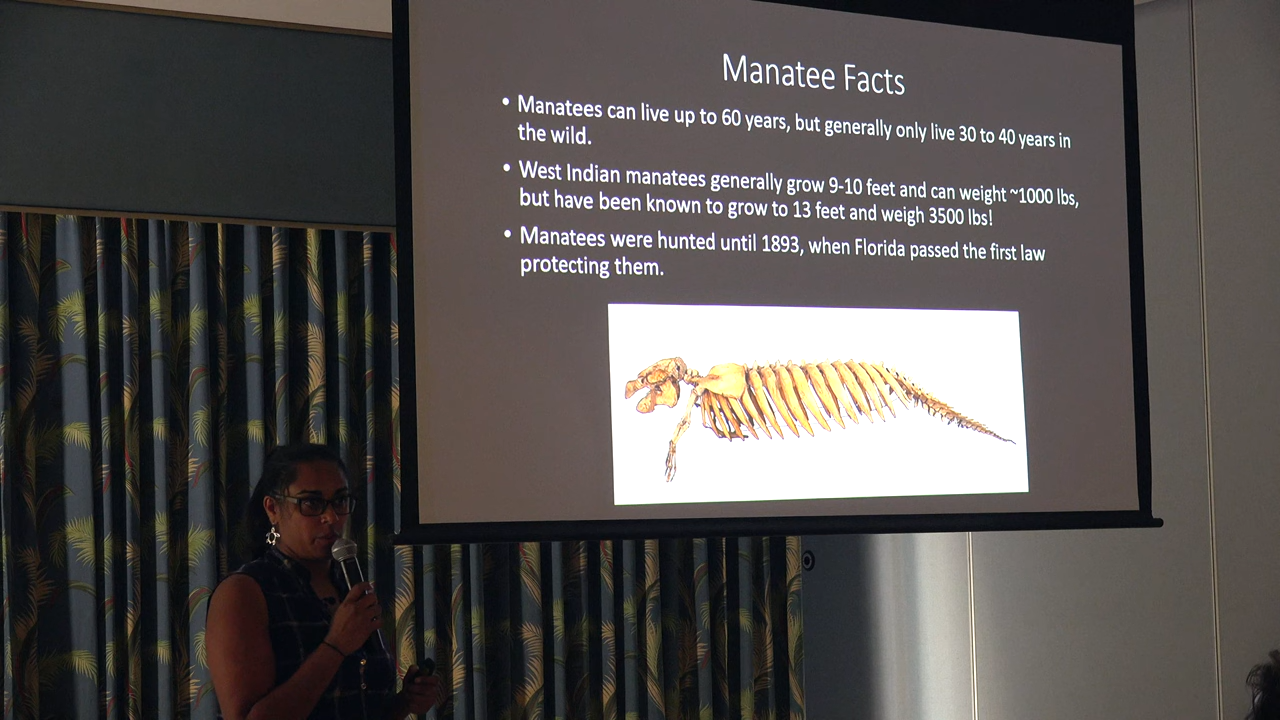 Manatee Facts
• Manatees can live up to 60 years, but generally only live 30 to 40 years in
the wild.
• West Indian manatees generally grow 9-10 feet and can weight ~1000 lbs,
but have been known to grow to 13 feet and weigh 3500 lbs!
• Manatees were hunted until 1893, when Florida passed the first law
protecting them.